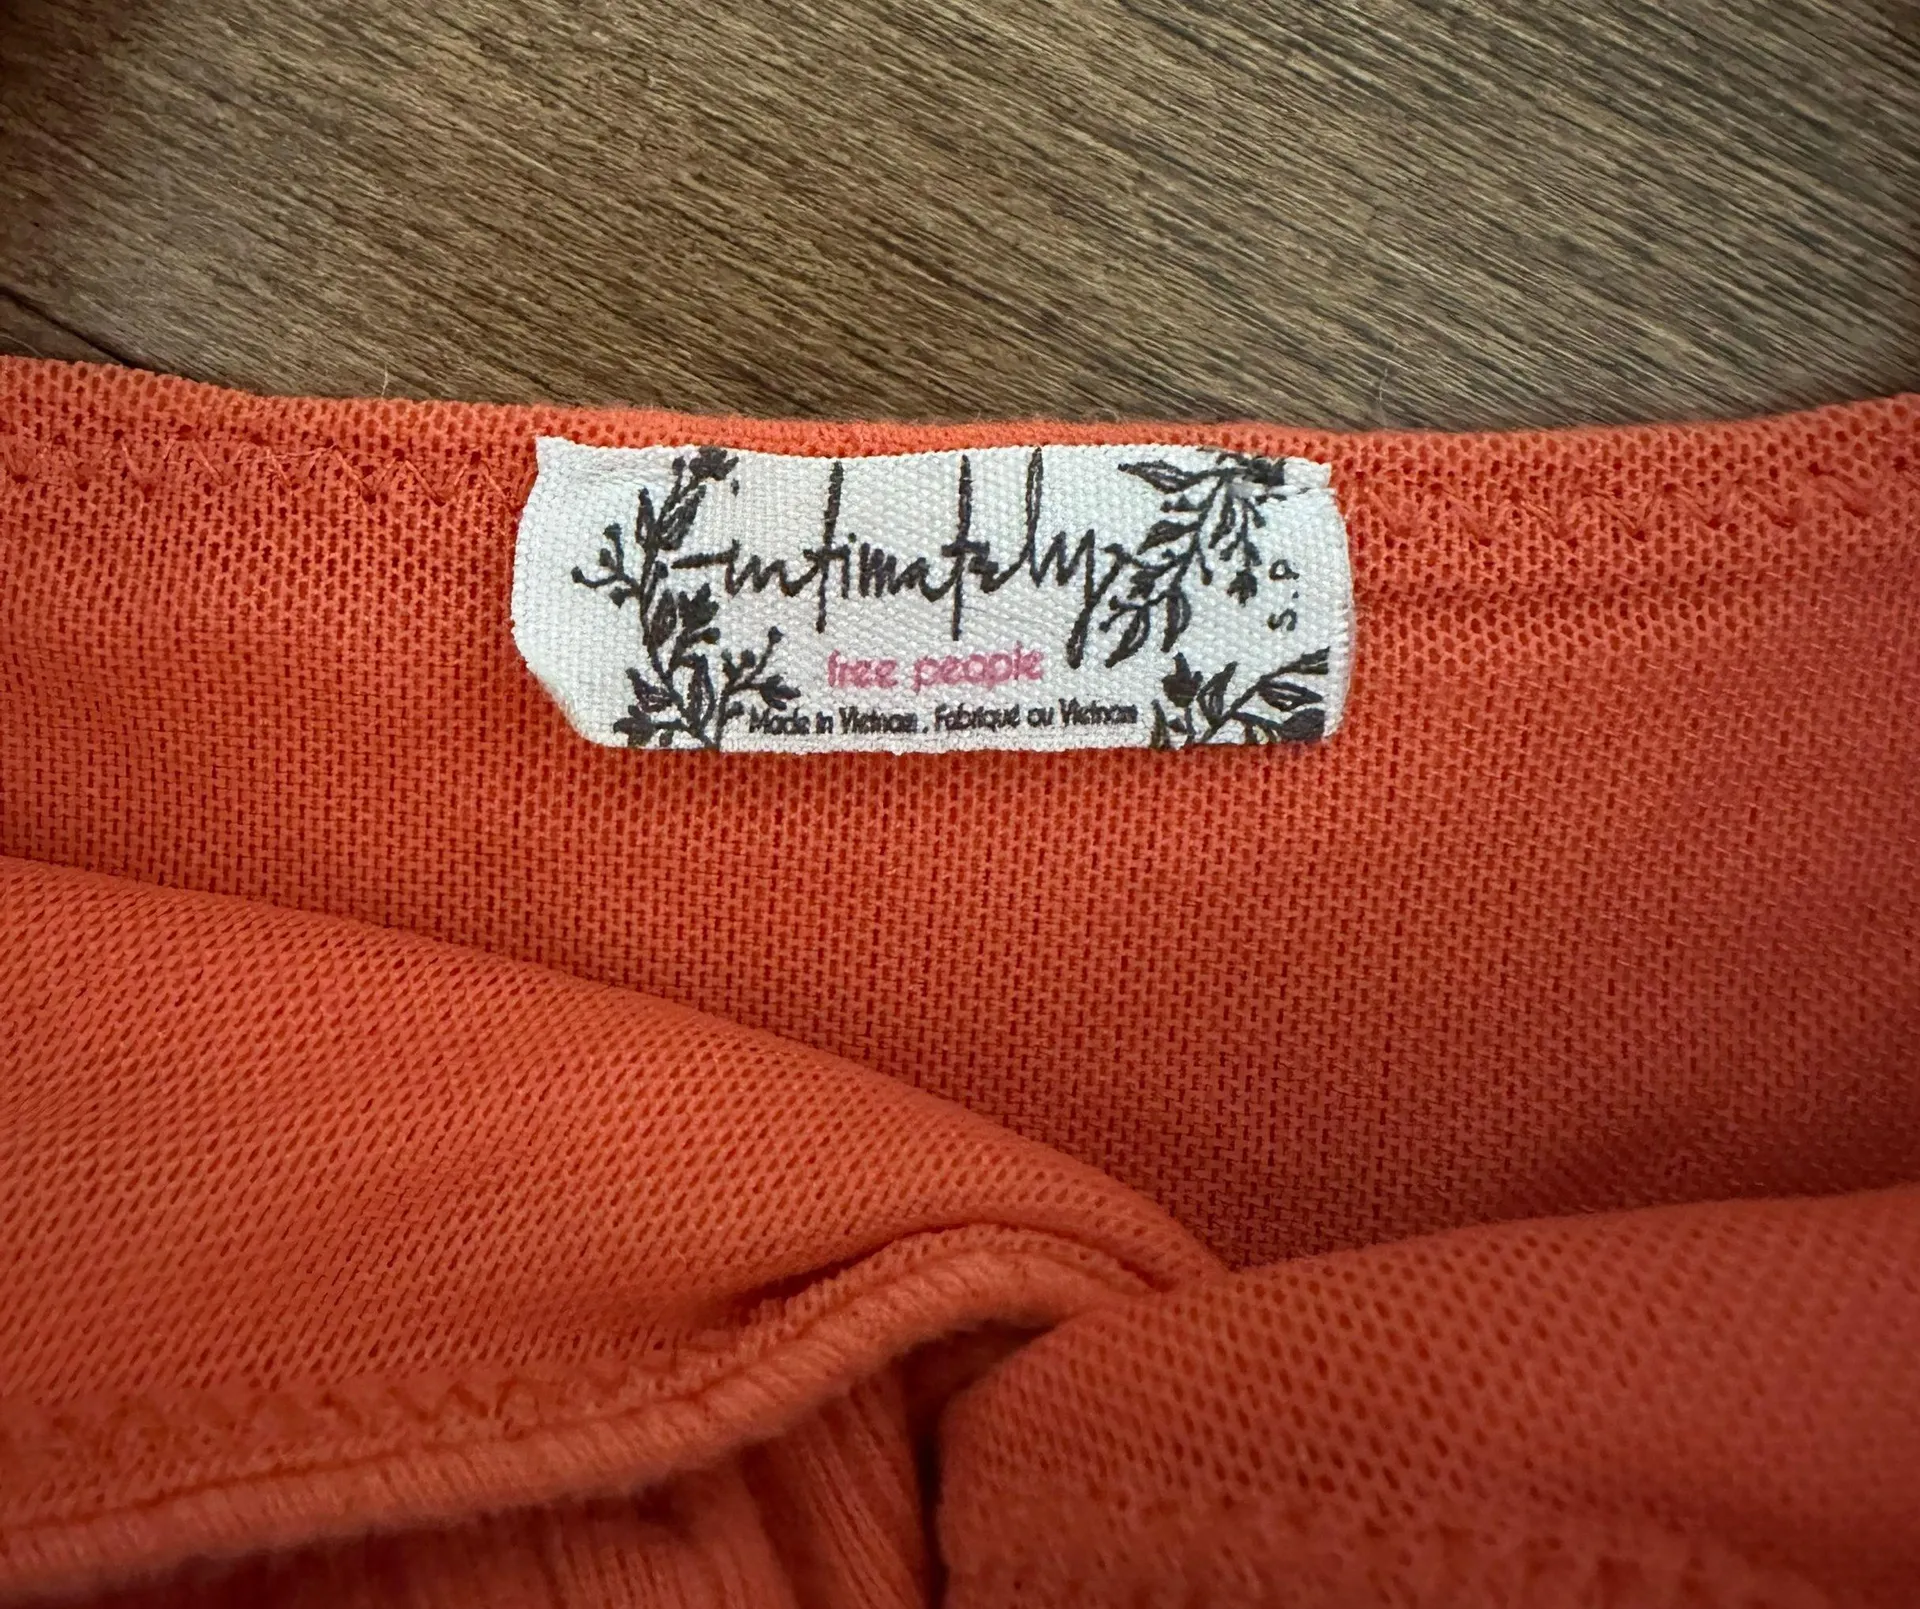 intimately
S.P
free people
Made in Vietnam. Fabriqué au Vietnam